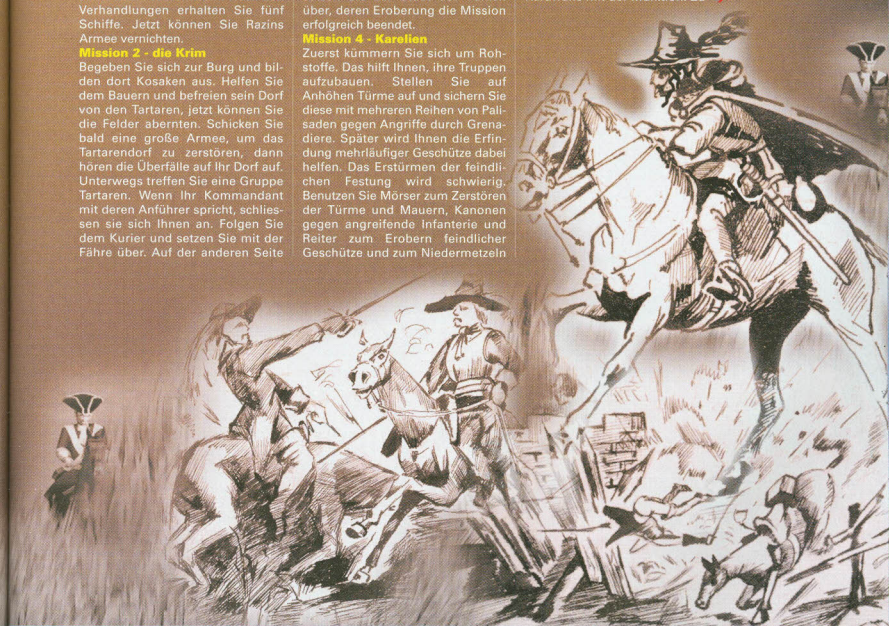 Verhandlungen erhalten Sie fünf
Schiffe. Jetzt können Sie Razins
Armee vernichten.
Mission 2 - die Krim
Begeben Sie sich zur Burg und bil-
den dort Kosaken aus. Helfen Sie
dem Bauern und befreien sein Dorf
von den Tartaren, jetzt können Sie
die Felder abernten. Schicken Sie
bald eine große Armee, um das
Tartarendorf zu zerstören, dann
hören die Überfälle auf Ihr Dorf auf.
Unterwegs treffen Sie eine Gruppe
Tartaren. Wenn Ihr Kommandant
mit deren Anführer spricht, schlies-
sen sie sich Ihnen an. Folgen Sie
dem Kurier und setzen Sie mit der
Fähre über. Auf der anderen Seite
über, deren Eroberung die Mission
erfolgreich beendet.
Mission 4 - Karelien
Zuerst kümmern Sie sich um Roh-
stoffe. Das hilft Ihnen, ihre Truppen
aufzubauen. Stellen Sie auf
Anhöhen Türme auf und sichern Sie
diese mit mehreren Reihen von Pali-
saden gegen Angriffe durch Grena-
diere. Später wird Ihnen die Erfin-
dung mehrläufiger Geschütze dabei
helfen. Das Erstürmen der feindli-
chen Festung wird schwierig.
Benutzen Sie Mörser zum Zerstören
der Türme und Mauern, Kanonen
gegen angreifende Infanterie und
Reiter zum Erobern feindlicher
Geschütze und zum Niedermetzeln